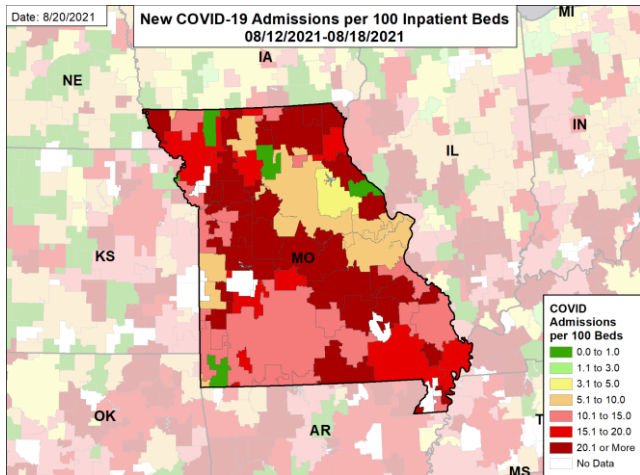 Date: 8/20/2021
New COVID-19 Admissions per 100 Inpatient Beds
08/12/2021-08/18/2021
MI
IA
NE
IN
IL
KS
MO
COVID
Admissions
per 100 Beds
0.0 to 1.0
1.1 to 3.0
3.1 to 5.0
5.1 to 10.0
10.1 to 15.0
15.1 to 20.0
20.1 or More
No Data
OK
AR
T
MS